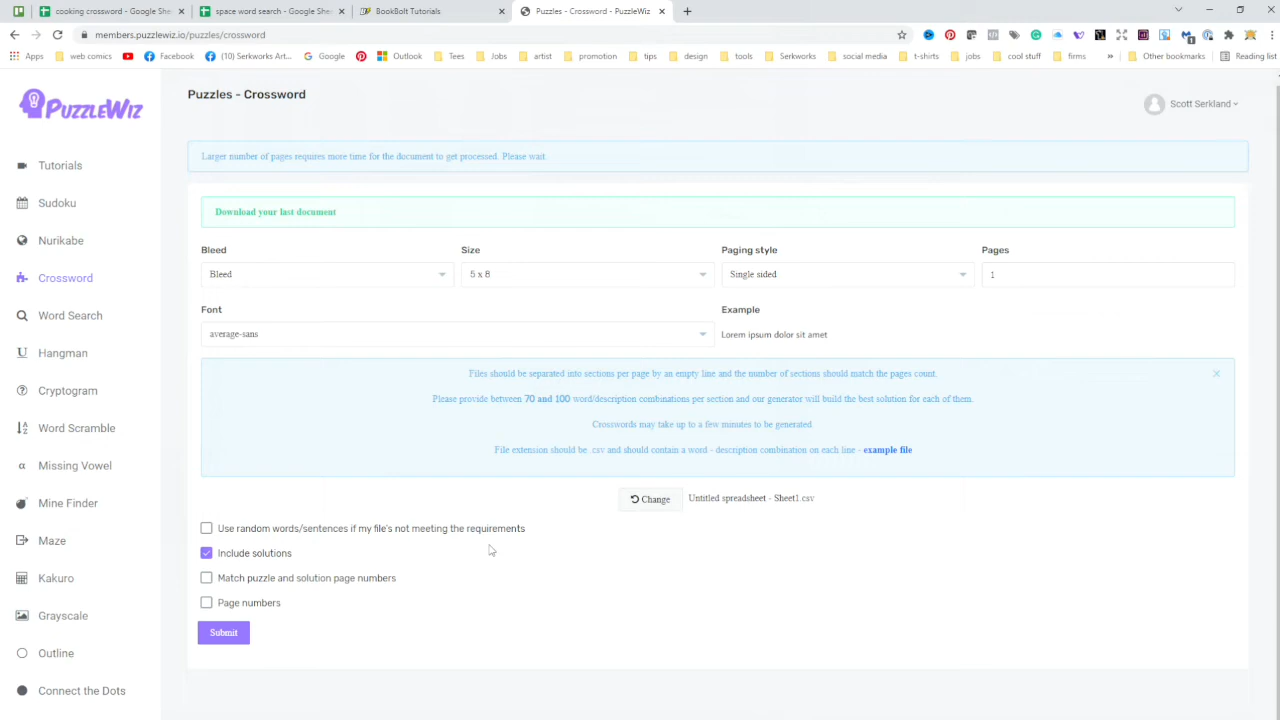 cooking crossword - Google She
space word search - Google She
BookBolt Tutorials
Puzzles - Crossword - PuzzleWiz
members.puzzlewiz.io/puzzles/crossword
Apps
web comics
Facebook
(10) Serkworks Art...
Google
Outlook
Tees
Jobs
artist
promotion
tips
design
tools
Serkworks
social media
t-shirts
jobs
cool stuff
firms
»
Other bookmarks
Reading list
PUZZLEWIZ
Puzzles - Crossword
Scott Serkland
Tutorials
Sudoku
Nurikabe
Crossword
Word Search
Hangman
Cryptogram
Word Scramble
Missing Vowel
Mine Finder
Maze
Kakuro
Grayscale
Outline
Connect the Dots
Larger number of pages requires more time for the document to get processed. Please wait.
Download your last document
Bleed
Size
Paging style
Pages
Bleed
5 x 8
Single sided
1
Font
Example
average-sans
Lorem ipsum dolor sit amet
Files should be separated into sections per page by an empty line and the number of sections should match the pages count.
Please provide between 70 and 100 word/description combinations per section and our generator will build the best solution for each of them.
Crosswords may take up to a few minutes to be generated.
File extension should be .csv and should contain a word - description combination on each line - example file
Change
Untitled spreadsheet - Sheet1.csv
Use random words/sentences if my file's not meeting the requirements
Include solutions
Match puzzle and solution page numbers
Page numbers
Submit